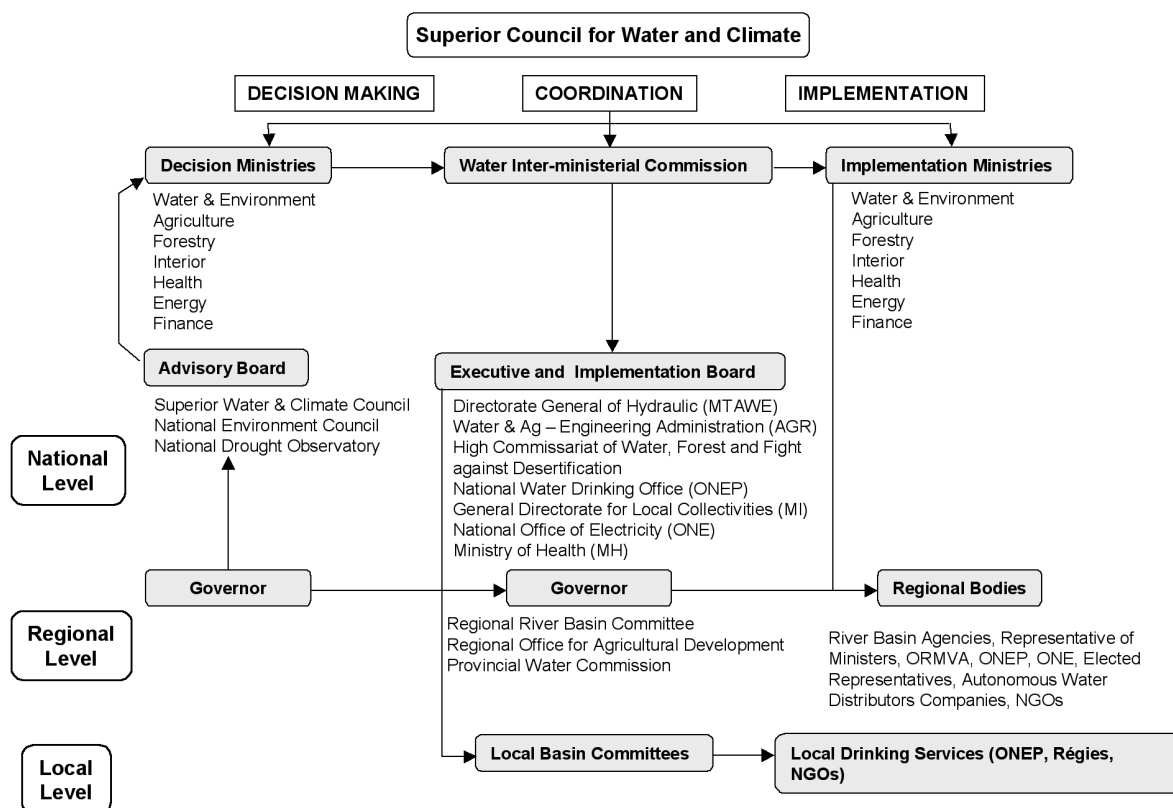 Superior Council for Water and Climate
DECISION MAKING
COORDINATION
IMPLEMENTATION
Decision Ministries
Water Inter-ministerial Commission
Implementation Ministries
Water & Environment
Agriculture
Forestry
Interior
Health
Energy
Finance
Water & Environment
Agriculture
Forestry
Interior
Health
Energy
Finance
Advisory Board
Superior Water & Climate Council
National Environment Council
National Drought Observatory
Executive and Implementation Board
Directorate General of Hydraulic (MTAWE)
Water & Ag – Engineering Administration (AGR)
High Commissariat of Water, Forest and Fight
against Desertification
National Water Drinking Office (ONEP)
General Directorate for Local Collectivities (MI)
National Office of Electricity (ONE)
Ministry of Health (MH)
National
Level
Governor
Governor
Regional Bodies
Regional
Level
Regional River Basin Committee
Regional Office for Agricultural Development
Provincial Water Commission
River Basin Agencies, Representative of
Ministers, ORMVA, ONEP, ONE, Elected
Representatives, Autonomous Water
Distributors Companies, NGOs
Local
Level
Local Basin Committees
Local Drinking Services (ONEP, Régies,
NGOs)